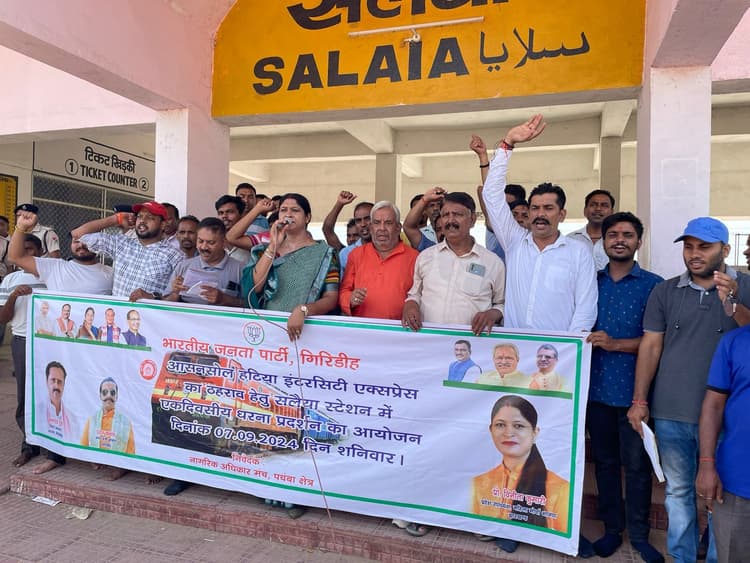 सलैया
SALAIA سلایا
टिकट खिड़की
1 TICKET COUNTER 2
भारतीय जनता पार्टी, गिरिडीह
आसनसोल हटिया इंटरसिटी एक्सप्रेस
का ठहराव हेतु सलैया स्टेशन में
एकदिवसीय धरना प्रदर्शन का आयोजन
दिनांक 07.09.2024 दिन शनिवार।
निवेदक
नागरिक अधिकार मंच, पचंबा क्षेत्र
प्रो. विनीता कुमारी